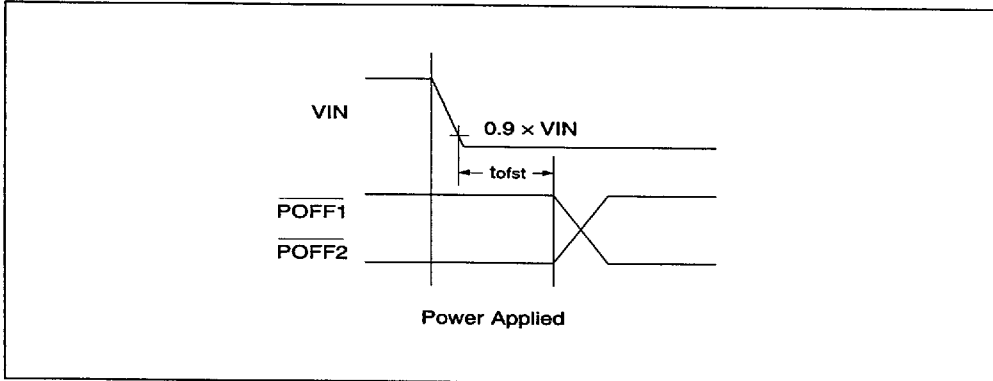 VIN
0.9 × VIN
tofst
POFF1
POFF2
Power Applied